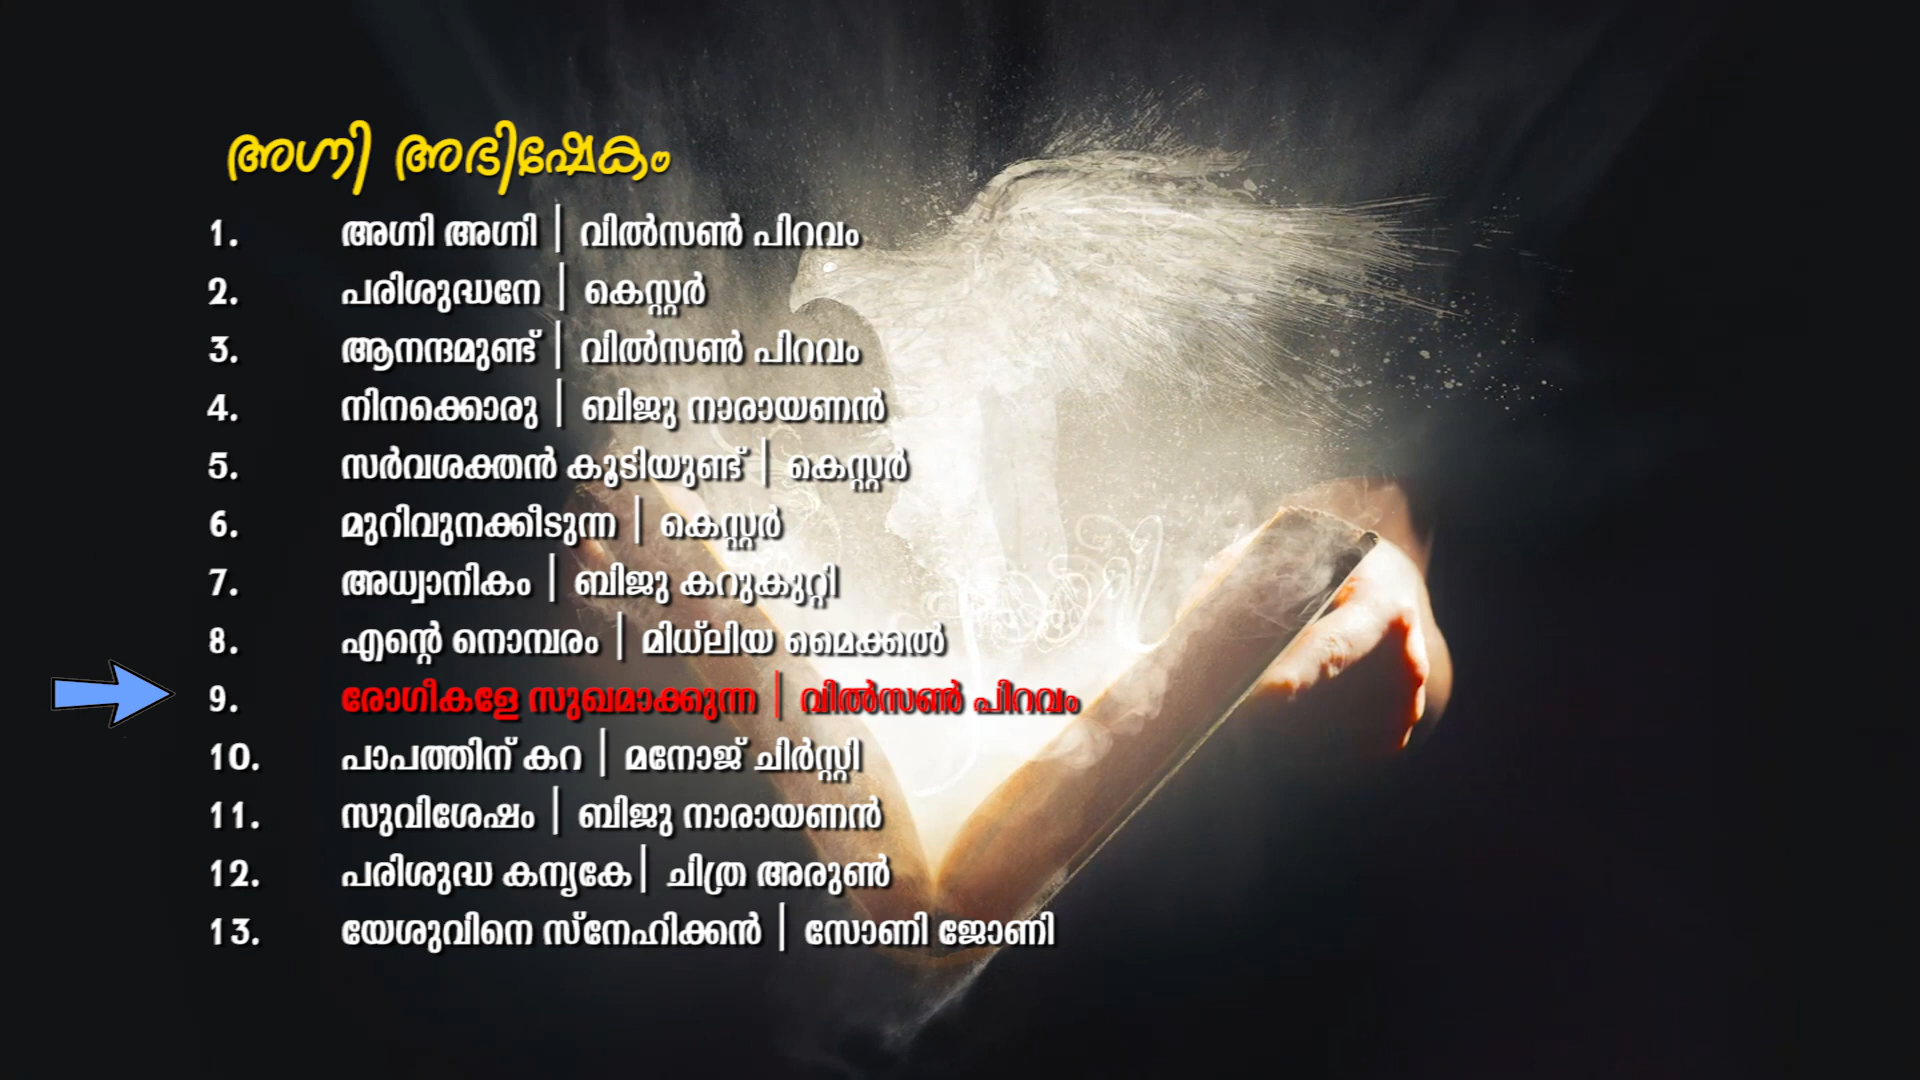 അഗ്നി അഭിഷേകം
1. അഗ്നി അഗ്നി | വിൽസൺ പിറവം
2. പരിശുദ്ധനേ | കെസ്റ്റർ
3. ആനന്ദമുണ്ട് | വിൽസൺ പിറവം
4. നിനക്കൊരു | ബിജു നാരായണൻ
5. സർവശക്തൻ കൂടിയുണ്ട് | കെസ്റ്റർ
6. മുറിവുനക്കീടുന്ന | കെസ്റ്റർ
7. അധ്വാനികം | ബിജു കറുകുറ്റി
8. എന്റെ നൊമ്പരം | മിധ്‌ലിയ മൈക്കൽ
9. രോഗീകളേ സുഖമാക്കുന്ന | വിൽസൺ പിറവം
10. പാപത്തിന് കറ | മനോജ് ചിർസ്റ്റി
11. സുവിശേഷം | ബിജു നാരായണൻ
12. പരിശുദ്ധ കന്യകേ | ചിത്ര അരുൺ
13. യേശുവിനെ സ്നേഹിക്കൻ | സോണി ജോണി